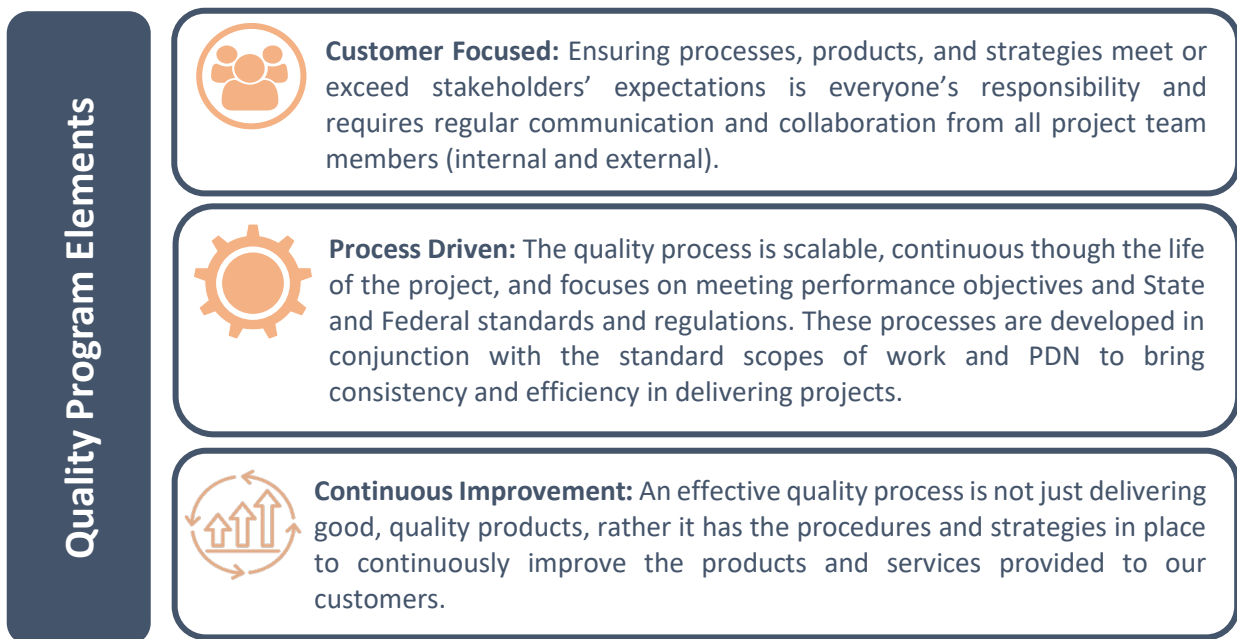 Quality Program Elements
Customer Focused: Ensuring processes, products, and strategies meet or
exceed stakeholders’ expectations is everyone’s responsibility and
requires regular communication and collaboration from all project team
members (internal and external).
Process Driven: The quality process is scalable, continuous though the life
of the project, and focuses on meeting performance objectives and State
and Federal standards and regulations. These processes are developed in
conjunction with the standard scopes of work and PDN to bring
consistency and efficiency in delivering projects.
Continuous Improvement: An effective quality process is not just delivering
good, quality products, rather it has the procedures and strategies in place
to continuously improve the products and services provided to our
customers.